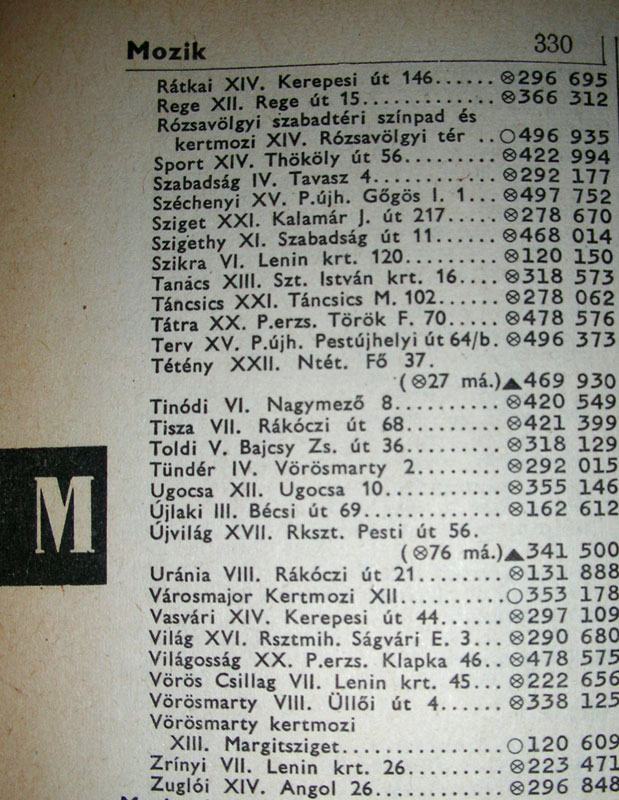 Mozik 330
Rátkai XIV. Kerepesi út 146......⊗296 695
Rege XII. Rege út 15.............⊗366 312
Rózsavölgyi szabadtéri színpad és
kertmozi XIV. Rózsavölgyi tér ..○496 935
Sport XIV. Thököly út 56.........⊗422 994
Szabadság IV. Tavasz 4...........⊗292 177
Széchenyi XV. P.újh. Gőgös I. 1...⊗497 752
Sziget XXI. Kalamár J. út 217.....⊗278 670
Szigethy XI. Szabadság út 11......⊗468 014
Szikra VI. Lenin krt. 120.........⊗120 150
Tanács XIII. Szt. István krt. 16....⊗318 573
Táncsics XXI. Táncsics M. 102......⊗278 062
Tátra XX. P.erzs. Török F. 70.....⊗478 576
Terv XV. P.újh. Pestújhelyi út 64/b. ⊗496 373
Tétény XXII. Ntét. Fő 37.
(⊗27 má.)▲469 930
Tinódi VI. Nagymező 8..........⊗420 549
Tisza VII. Rákóczi út 68.........⊗421 399
Toldi V. Bajcsy Zs. út 36.........⊗318 129
Tündér IV. Vörösmarty 2........⊗292 015
Ugocsa XII. Ugocsa 10...........⊗355 146
Újlaki III. Bécsi út 69............⊗162 612
Újvilág XVII. Rkszt. Pesti út 56.
(⊗76 má.)▲341 500
Uránia VIII. Rákóczi út 21........⊗131 888
Városmajor Kertmozi XII..........○353 178
Vasvári XIV. Kerepesi út 44.......⊗297 109
Világ XVI. Rsztmih. Ságvári E. 3...⊗290 680
Világosság XX. P.erzs. Klapka 46..⊗478 575
Vörös Csillag VII. Lenin krt. 45...⊗222 656
Vörösmarty VIII. Üllői út 4......⊗338 125
Vörösmarty kertmozi
XIII. Margitsziget................○120 609
M
Zrínyi VII. Lenin krt. 26..........⊗223 471
Zuglói XIV. Angol 26.............⊗296 848